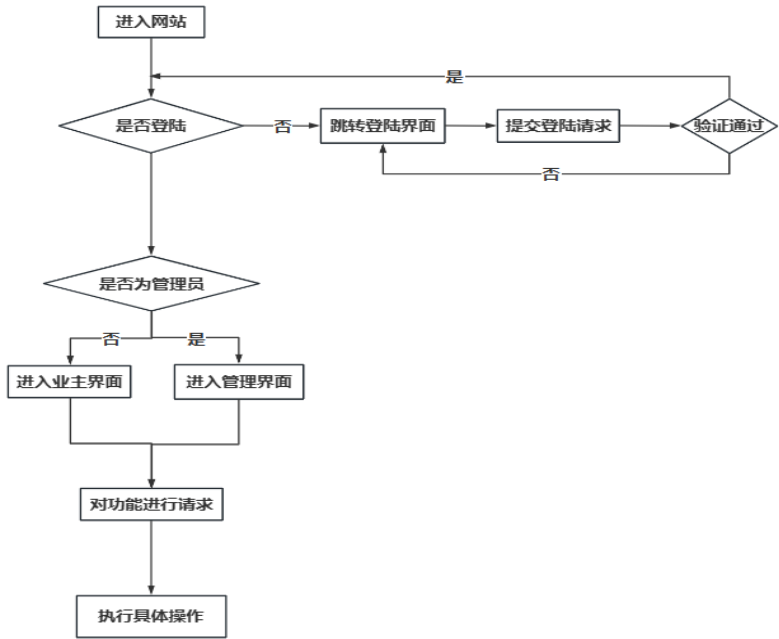 进入网站
是
是否登陆
否
跳转登陆界面
提交登陆请求
验证通过
否
是否为管理员
否
是
进入业主界面
进入管理界面
对功能进行请求
执行具体操作